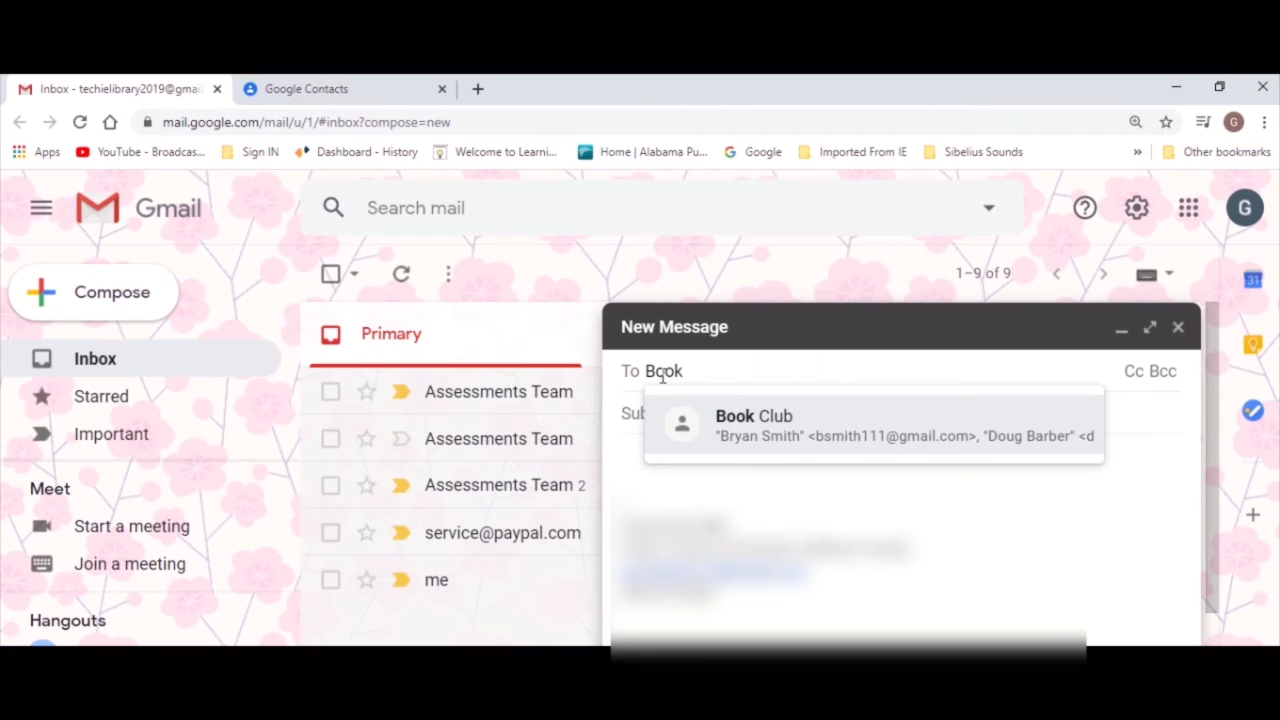 Inbox - techielibrary2019@gmai
Google Contacts
mail.google.com/mail/u/1/#inbox?compose=new
G
Apps
YouTube - Broadcas...
Sign IN
Dashboard - History
Welcome to Learni...
Home | Alabama Pu...
Google
Imported From IE
Sibelius Sounds
»
Other bookmarks
Gmail
Search mail
G
Compose
1–9 of 9
31
Primary
New Message
Inbox
To Book
Cc Bcc
Starred
Assessments Team
Sub
Book Club
"Bryan Smith" <bsmith111@gmail.com>, "Doug Barber" <d
Important
Assessments Team
Meet
Assessments Team 2
Start a meeting
service@paypal.com
Join a meeting
me
Hangouts